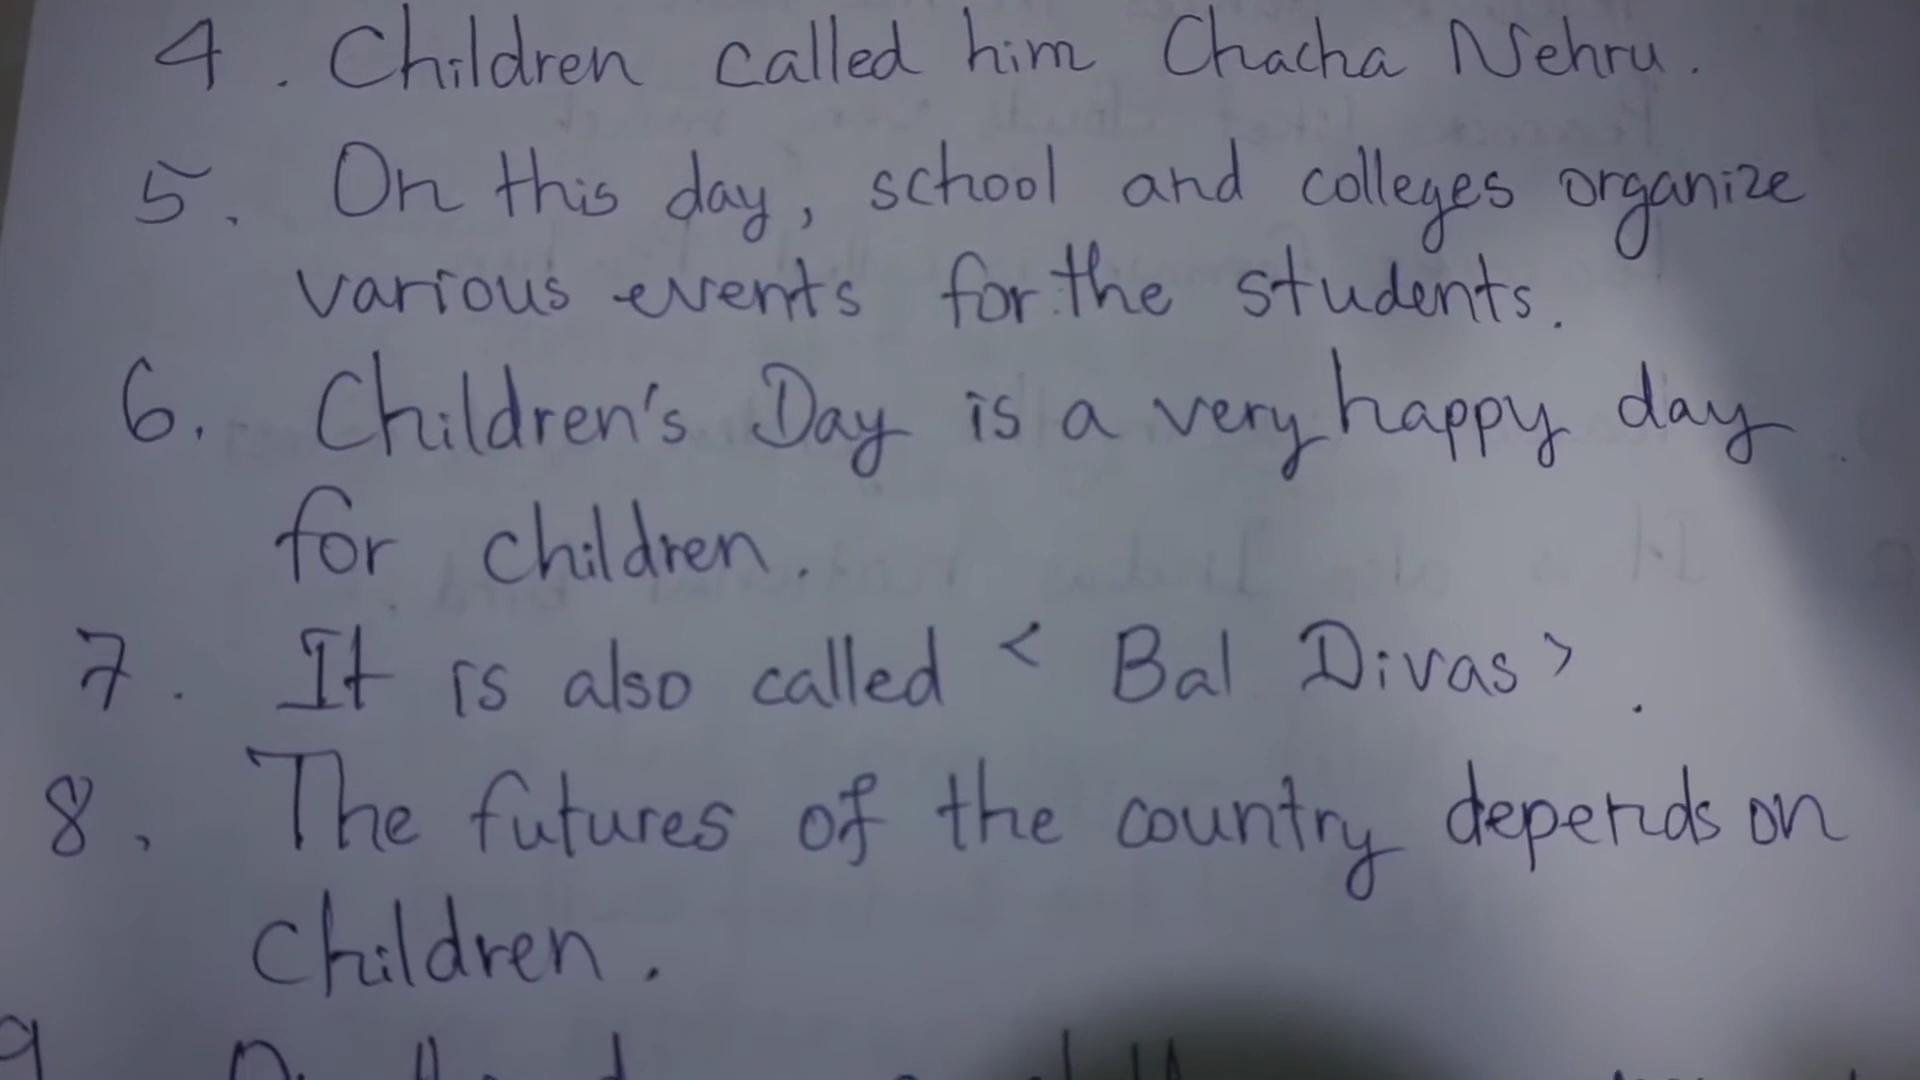 4. Children called him Chacha Nehru.
5. On this day, school and colleges organize
various events for the students.
6. Children's Day is a very happy day
for children.
7. It is also called < Bal Divas > .
8. The futures of the country depends on
children.
9